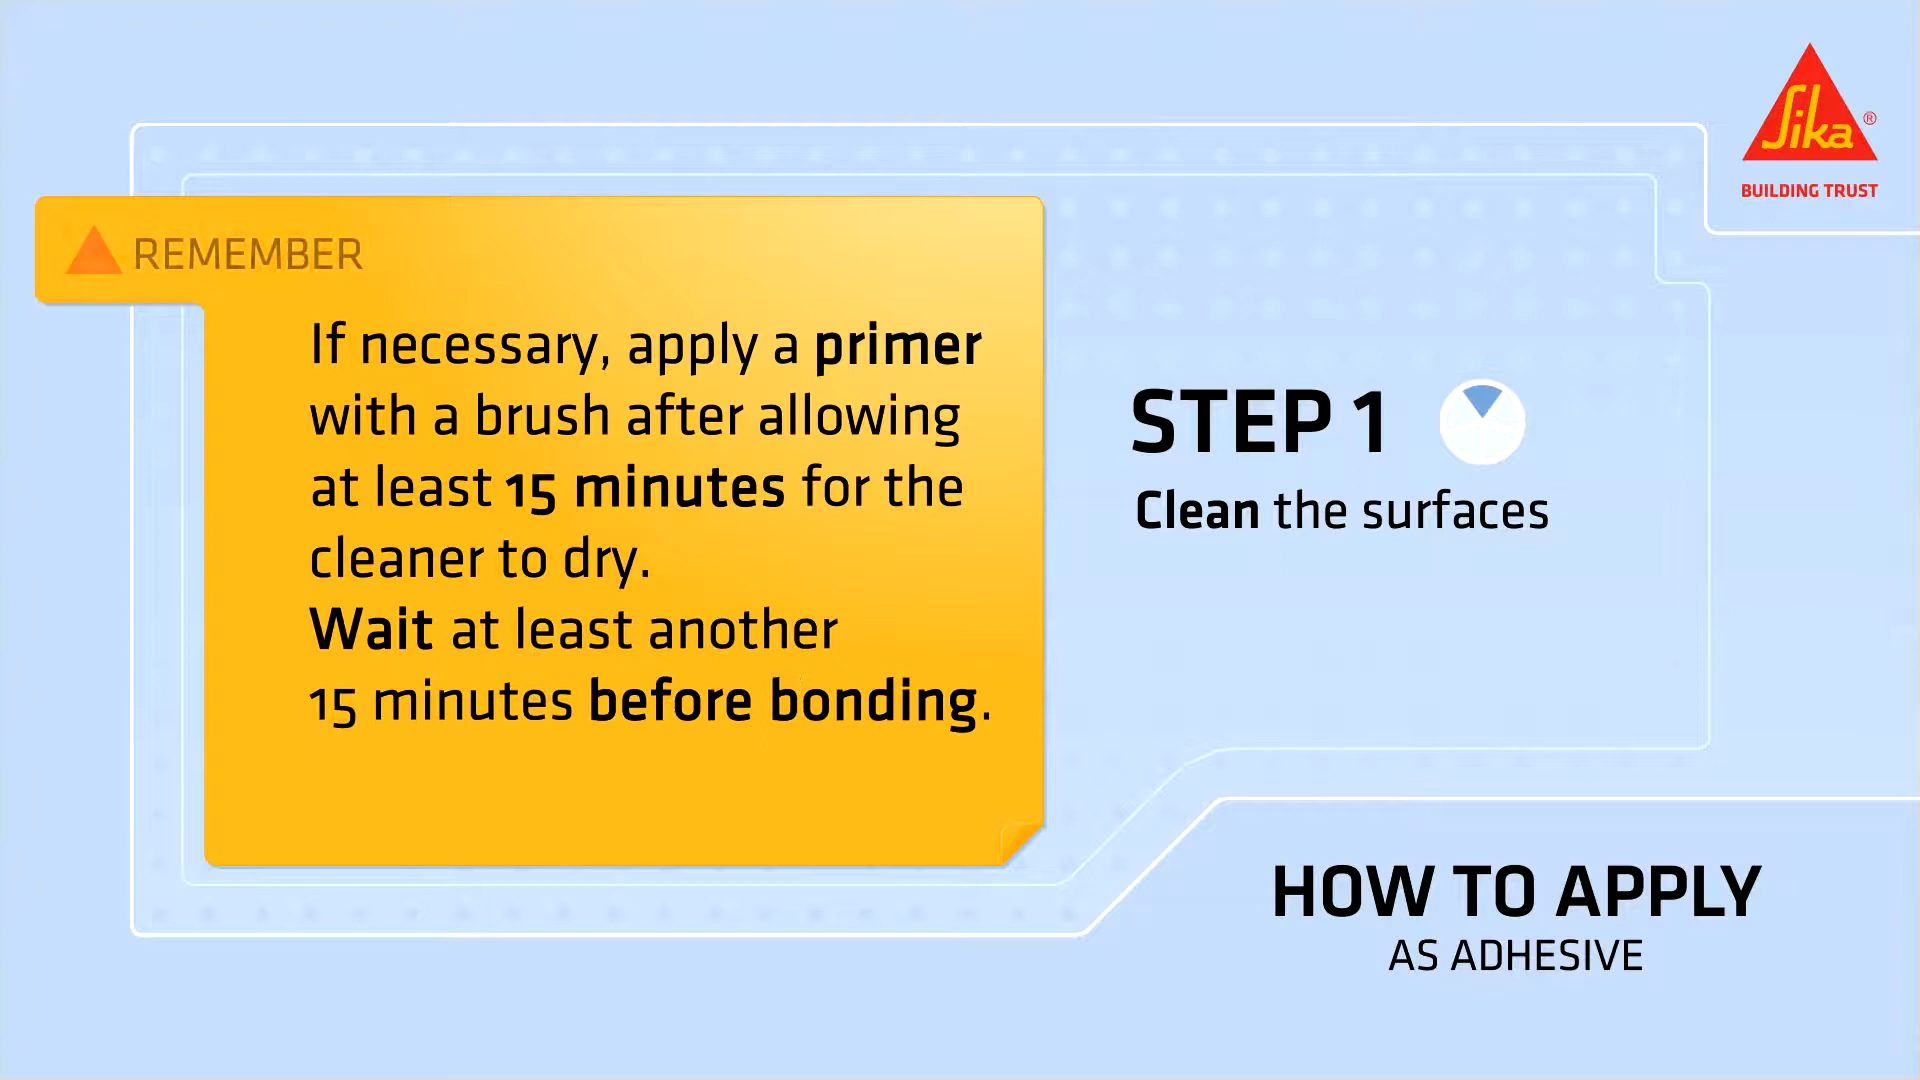 Sika®
BUILDING TRUST
REMEMBER
If necessary, apply a primer
with a brush after allowing
at least 15 minutes for the
cleaner to dry.
Wait at least another
15 minutes before bonding.
STEP 1
Clean the surfaces
HOW TO APPLY
AS ADHESIVE